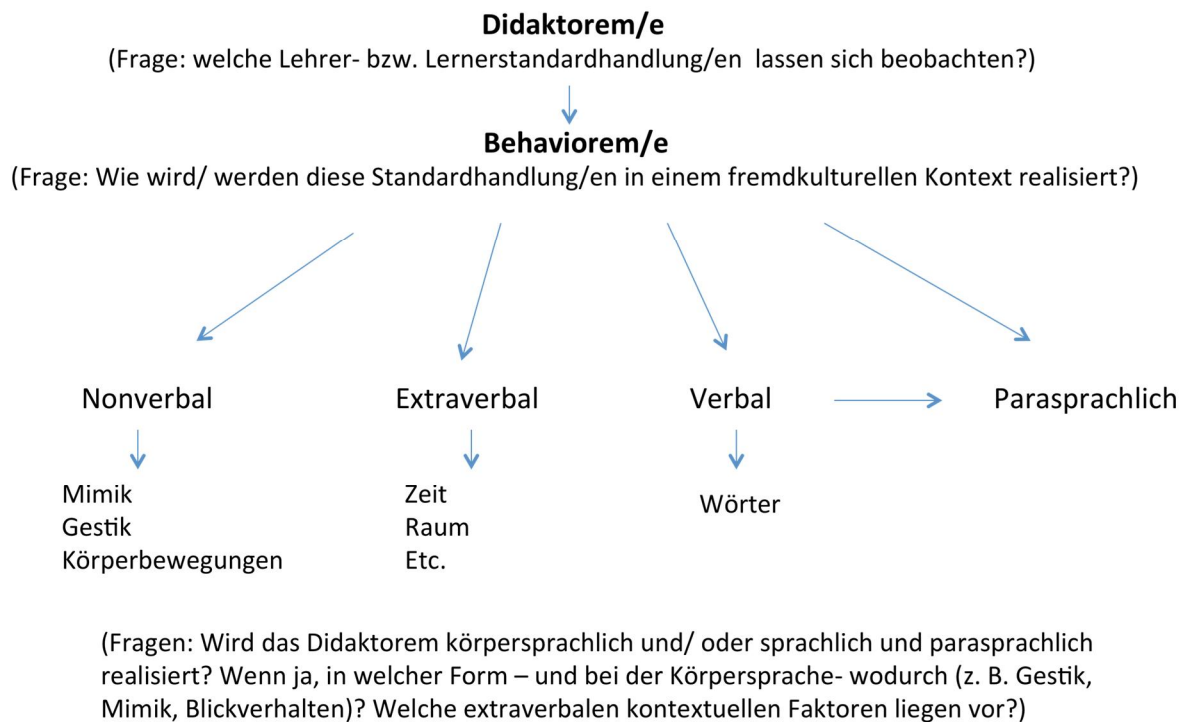 Didaktorem/e
(Frage: welche Lehrer- bzw. Lernerstandardhandlung/en lassen sich beobachten?)
Behaviorem/e
(Frage: Wie wird/ werden diese Standardhandlung/en in einem fremdkulturellen Kontext realisiert?)
Nonverbal Extraverbal Verbal Parasprachlich
Mimik
Gestik
Körperbewegungen
Zeit
Raum
Etc.
Wörter
(Fragen: Wird das Didaktorem körpersprachlich und/ oder sprachlich und parasprachlich
realisiert? Wenn ja, in welcher Form – und bei der Körpersprache- wodurch (z. B. Gestik,
Mimik, Blickverhalten)? Welche extraverbalen kontextuellen Faktoren liegen vor?)